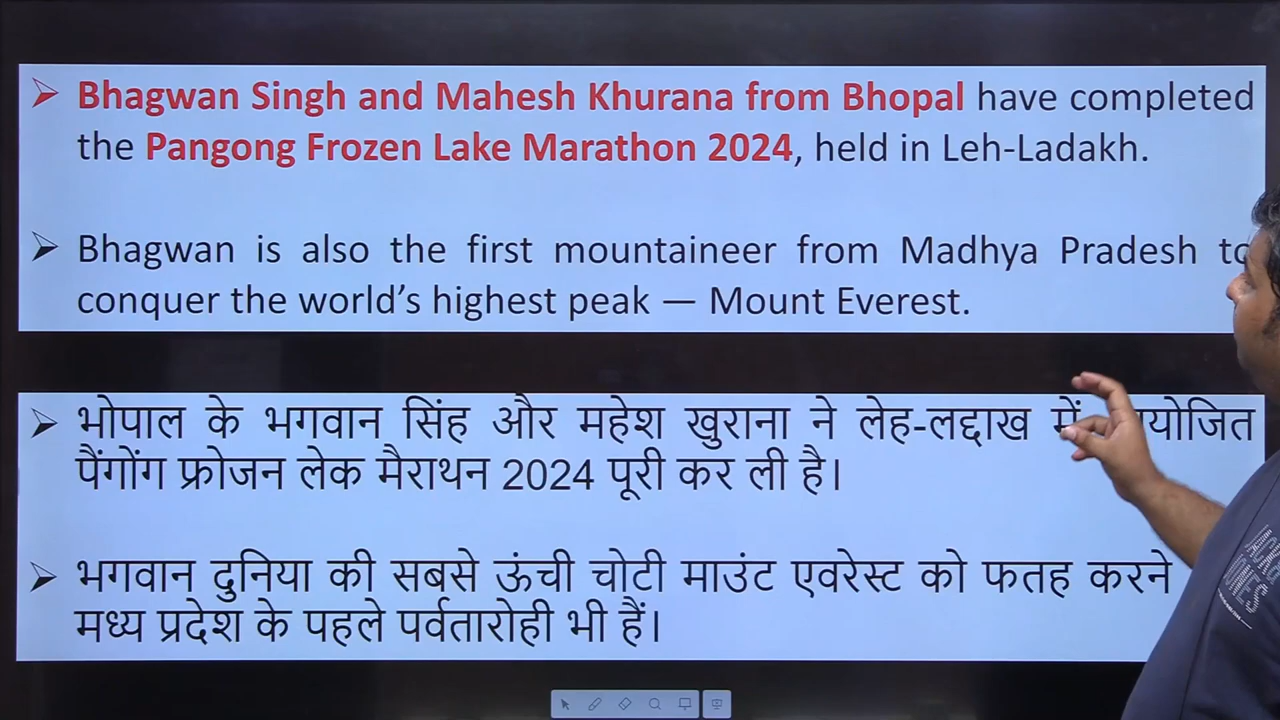 Bhagwan Singh and Mahesh Khurana from Bhopal have completed
the Pangong Frozen Lake Marathon 2024, held in Leh-Ladakh.
Bhagwan is also the first mountaineer from Madhya Pradesh to
conquer the world’s highest peak — Mount Everest.
भोपाल के भगवान सिंह और महेश खुराना ने लेह-लद्दाख में
पैंगोंग फ्रोजन लेक मैराथन 2024 पूरी कर ली है।
भगवान दुनिया की सबसे ऊंची चोटी माउंट एवरेस्ट को फतह करने
मध्य प्रदेश के पहले पर्वतारोही भी हैं।